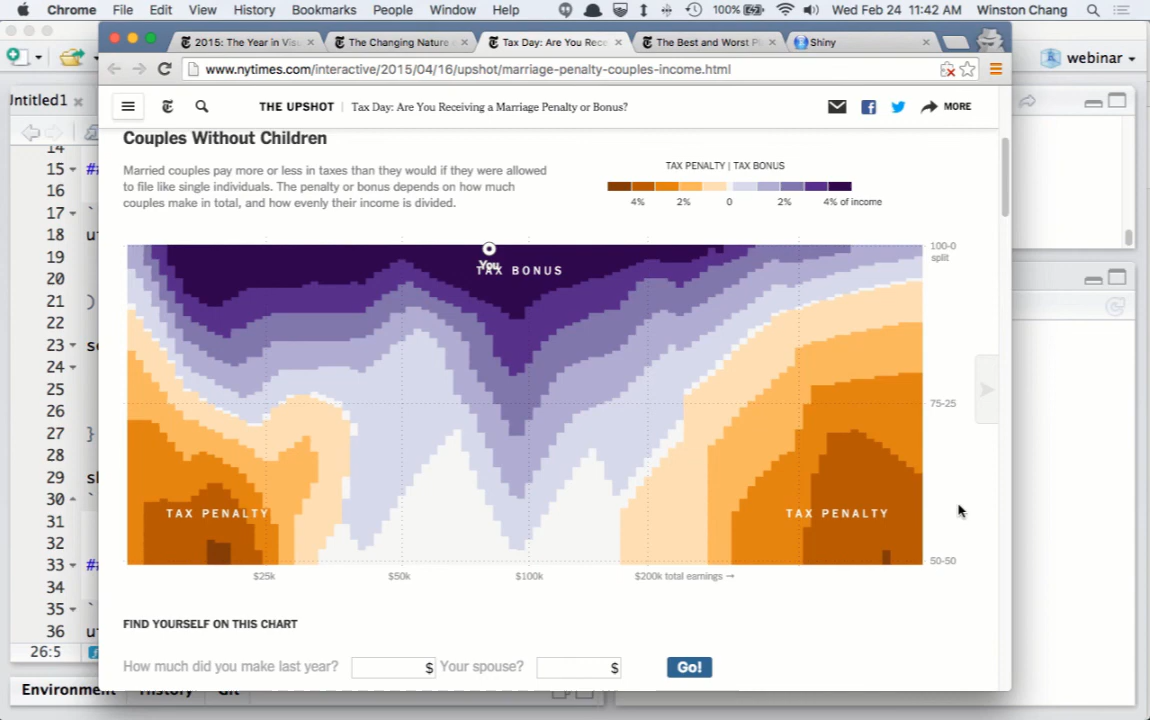 Chrome File Edit View History Bookmarks People Window Help 100% Wed Feb 24 11:42 AM Winston Chang
2015: The Year in Visu
The Changing Nature o
Tax Day: Are You Rece
The Best and Worst Pl
Shiny
www.nytimes.com/interactive/2015/04/16/upshot/marriage-penalty-couples-income.html
webinar
Untitled1
THE UPSHOT | Tax Day: Are You Receiving a Marriage Penalty or Bonus?
MORE
Couples Without Children
Married couples pay more or less in taxes than they would if they were allowed
to file like single individuals. The penalty or bonus depends on how much
couples make in total, and how evenly their income is divided.
TAX PENALTY | TAX BONUS
4% 2% 0 2% 4% of income
14
15 ##
16
17 `
18 u
19
20
21 )
22
23 s
24
25
26
27 }
28
29 sl
30 `
31
32
33 ##
34
35 `
36 u
26:5
You
TAX BONUS
100-0
split
75-25
TAX PENALTY
TAX PENALTY
50-50
$25k $50k $100k $200k total earnings →
FIND YOURSELF ON THIS CHART
How much did you make last year? $ Your spouse? $ Go!
Environment History Git